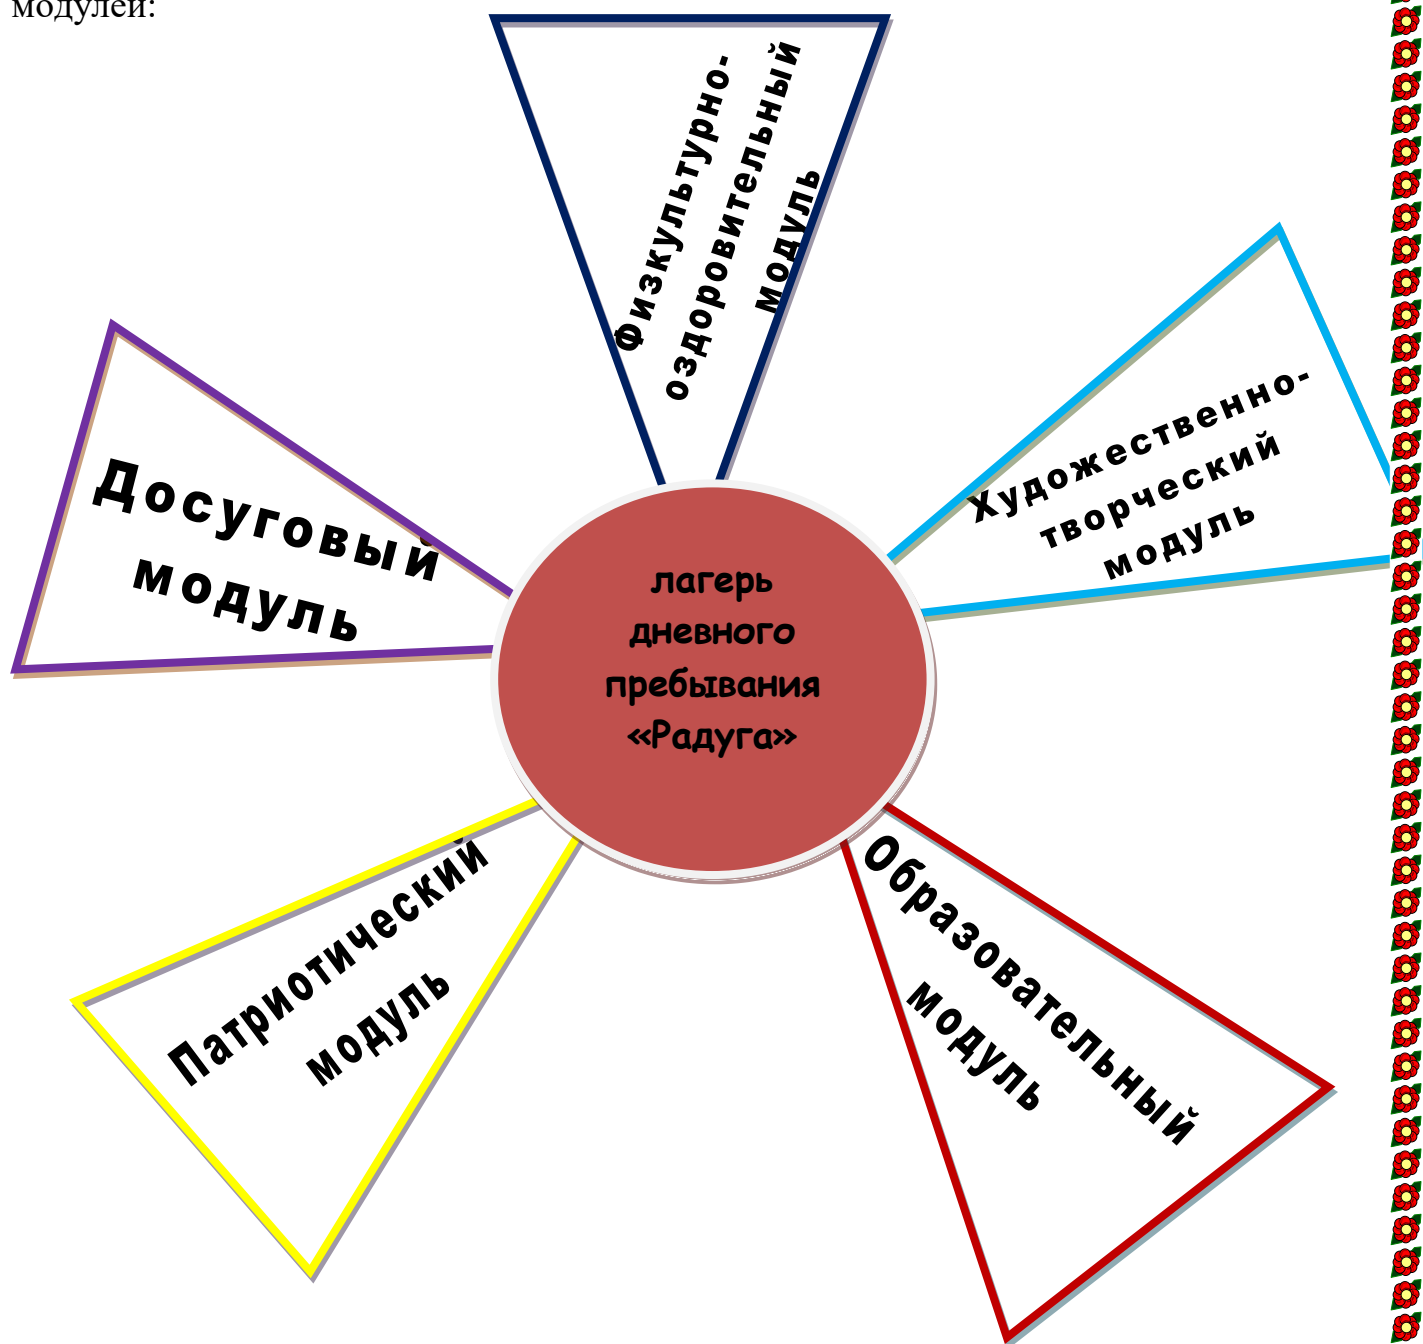 модулей:
Физкультурно-
оздоровительный
модуль
Художественно-
творческий
модуль
Досуговый
модуль
лагерь
дневного
пребывания
«Радуга»
Патриотический
модуль
Образовательный
модуль